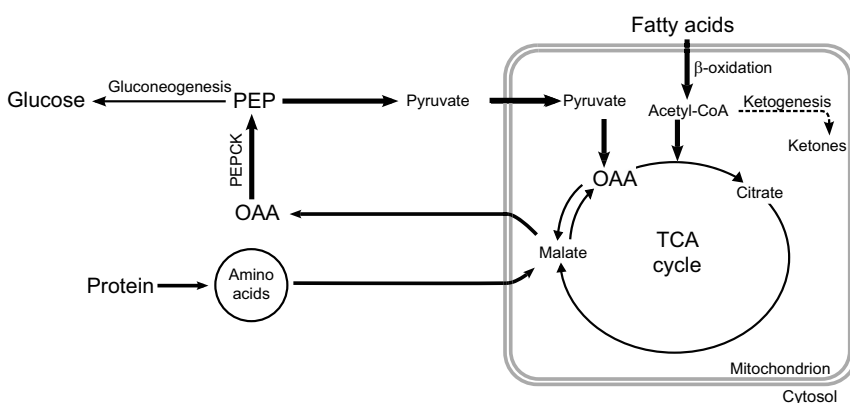 Fatty acids
β-oxidation
Glucose
Gluconeogenesis
PEP
Pyruvate
Pyruvate
Acetyl-CoA
Ketogenesis
Ketones
PEPCK
OAA
Citrate
OAA
Malate
TCA
cycle
Protein
Amino
acids
Mitochondrion
Cytosol